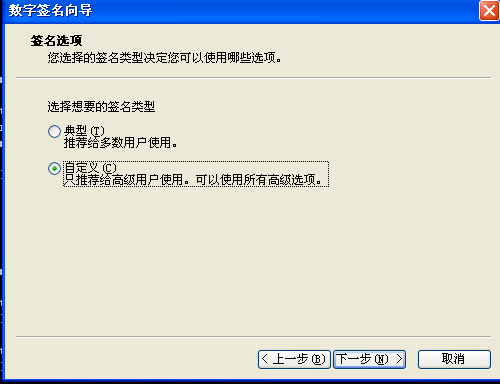 数字签名向导
签名选项
您选择的签名类型决定您可以使用哪些选项。
选择想要的签名类型
典型(T)
推荐给多数用户使用。
自定义(C)
只推荐给高级用户使用。可以使用所有高级选项。
< 上一步(B) 下一步(N) > 取消